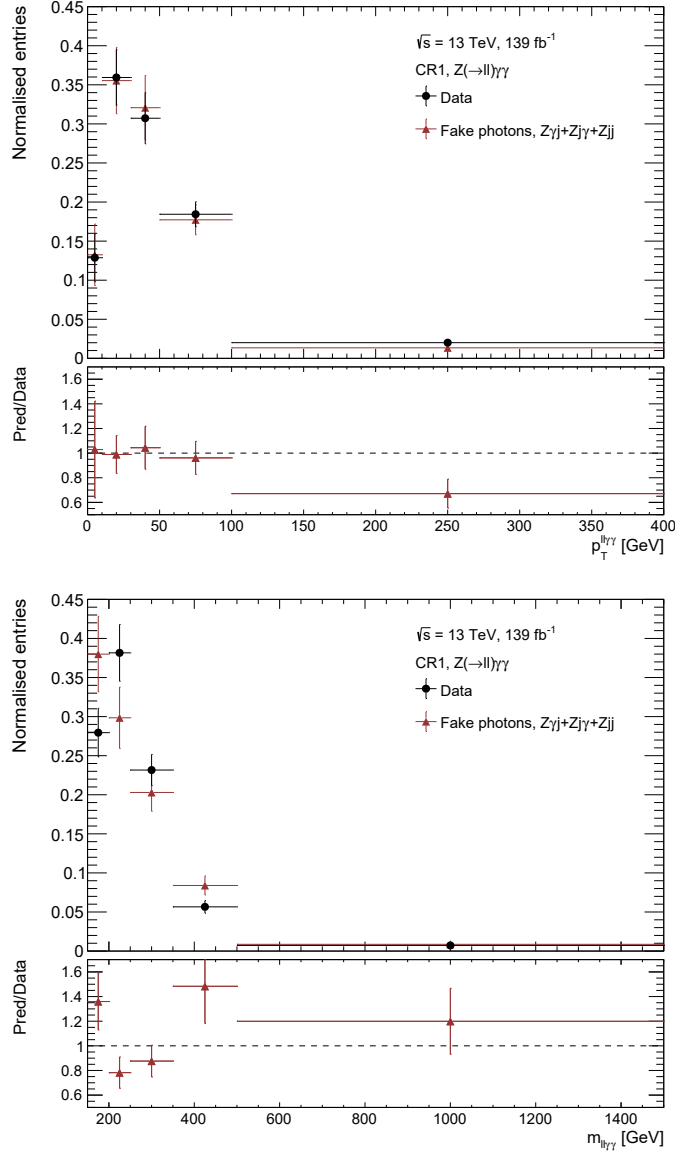 Normalised entries
0.45
0.4
0.35
0.3
0.25
0.2
0.15
0.1
0.05
0
√s = 13 TeV, 139 fb⁻¹
CR1, Z(→ll)γγ
Data
Fake photons, Zγj+Zjγ+Zjj
Pred/Data
1.6
1.4
1.2
1
0.8
0.6
0 50 100 150 200 250 300 350 400
p_T^{llγγ} [GeV]
Normalised entries
0.45
0.4
0.35
0.3
0.25
0.2
0.15
0.1
0.05
0
√s = 13 TeV, 139 fb⁻¹
CR1, Z(→ll)γγ
Data
Fake photons, Zγj+Zjγ+Zjj
Pred/Data
1.6
1.4
1.2
1
0.8
0.6
200 400 600 800 1000 1200 1400
m_{llγγ} [GeV]